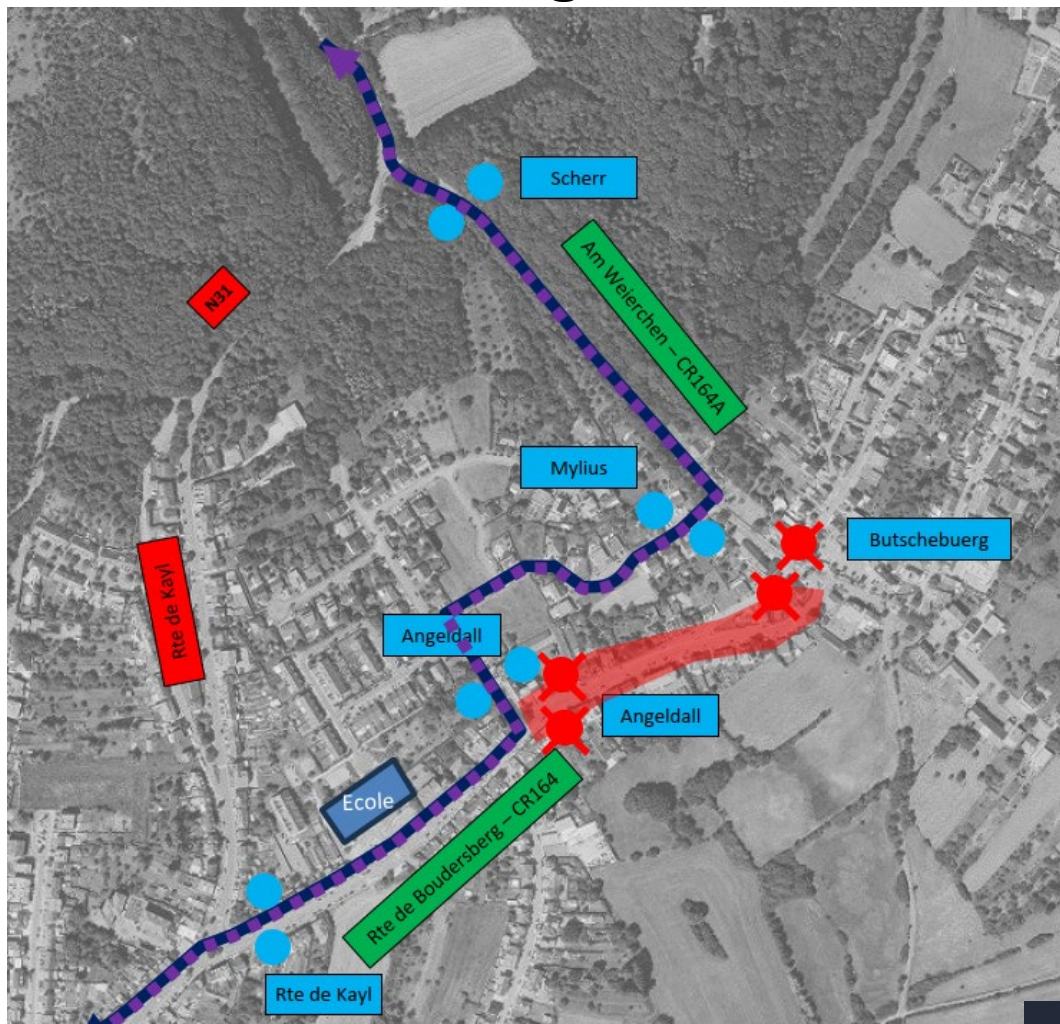 Scherr
Am Weierchen – CR164A
N31
Mylius
Butschebuerg
Rte de Kayl
Angeldall
Angeldall
Ecole
Rte de Boudersberg – CR164
Rte de Kayl